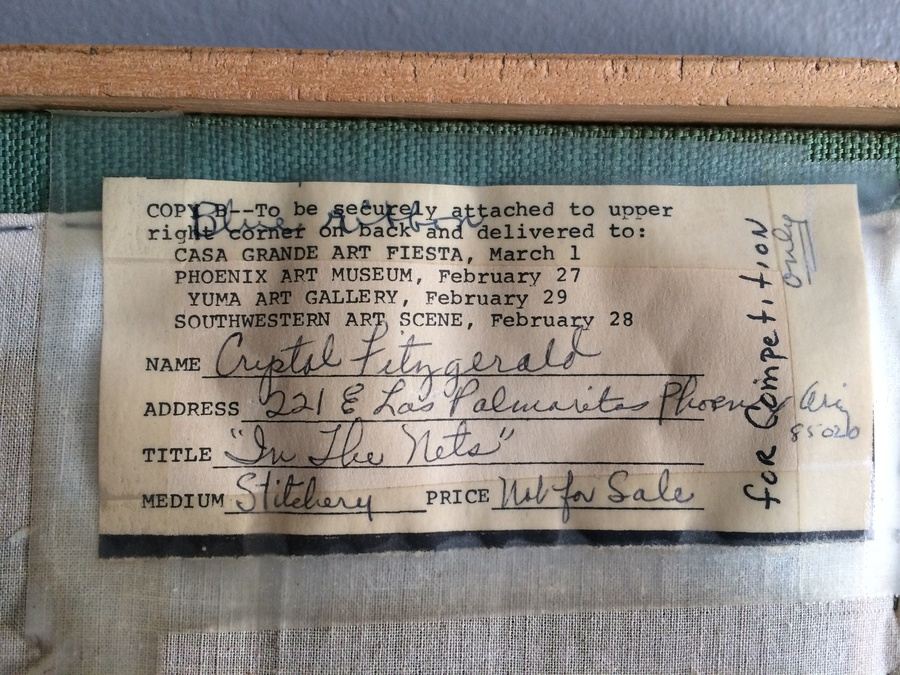 COPY B--To be securely attached to upper
Blue ribbon
right corner on back and delivered to:
CASA GRANDE ART FIESTA, March 1
PHOENIX ART MUSEUM, February 27
YUMA ART GALLERY, February 29
SOUTHWESTERN ART SCENE, February 28
NAME Crystal Fitzgerald
ADDRESS 221 E Las Palmaritas Phoenix Ariz
85020
TITLE "In The Nets"
MEDIUM Stitchery PRICE Not for Sale
for Competition
only